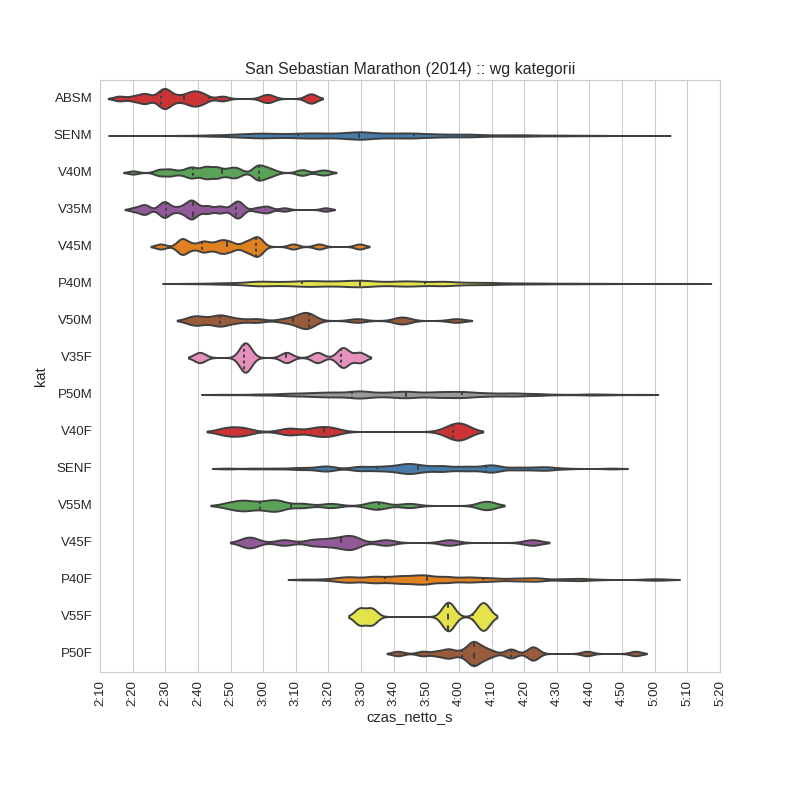 San Sebastian Marathon (2014) :: wg kategorii
ABSM
SENM
V40M
V35M
V45M
P40M
V50M
V35F
P50M
V40F
SENF
V55M
V45F
P40F
V55F
P50F
kat
2:10
2:20
2:30
2:40
2:50
3:00
3:10
3:20
3:30
3:40
3:50
4:00
4:10
4:20
4:30
4:40
4:50
5:00
5:10
5:20
czas_netto_s